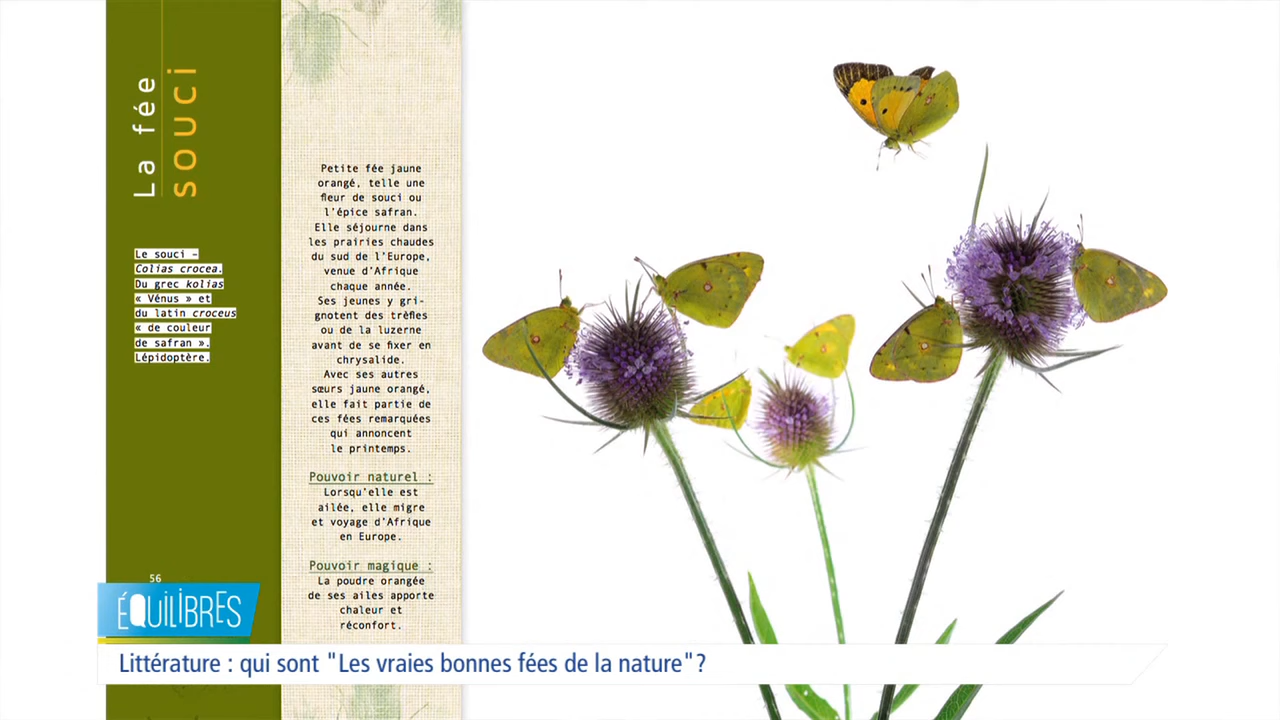 La fée
souci
Le souci –
Colias crocea.
Du grec kolias
« Vénus » et
du latin croceus
« de couleur
de safran ».
Lépidoptère.
Petite fée jaune
orangé, telle une
fleur de souci ou
l'épice safran.
Elle séjourne dans
les prairies chaudes
du sud de l'Europe,
venue d'Afrique
chaque année.
Ses jeunes y gri-
gnotent des trèfles
ou de la luzerne
avant de se fixer en
chrysalide.
Avec ses autres
sœurs jaune orangé,
elle fait partie de
ces fées remarquées
qui annoncent
le printemps.
Pouvoir naturel :
Lorsqu'elle est
ailée, elle migre
et voyage d'Afrique
en Europe.
Pouvoir magique :
La poudre orangée
de ses ailes apporte
chaleur et
réconfort.
56
ÉQUILIBRES
Littérature : qui sont "Les vraies bonnes fées de la nature"?